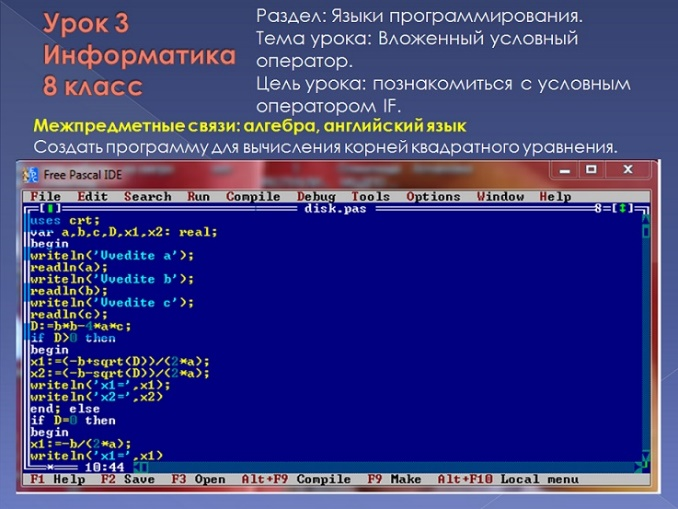 Урок 3
Информатика
8 класс
Раздел: Языки программирования.
Тема урока: Вложенный условный
оператор.
Цель урока: познакомиться с условным
оператором IF.
Межпредметные связи: алгебра, английский язык
Создать программу для вычисления корней квадратного уравнения.
Free Pascal IDE
File Edit Search Run Compile Debug Tools Options Window Help
disk.pas 8=[↕]
uses crt;
var a,b,c,D,x1,x2: real;
begin
writeln('Vvedite a');
readln(a);
writeln('Vvedite b');
readln(b);
writeln('Vvedite c');
readln(c);
D:=b*b-4*a*c;
if D>0 then
begin
x1:=(-b+sqrt(D))/(2*a);
x2:=(-b-sqrt(D))/(2*a);
writeln('x1=',x1);
writeln('x2=',x2)
end; else
if D=0 then
begin
x1:=-b/(2*a);
writeln('x1=',x1)
* 18:44
F1 Help F2 Save F3 Open Alt+F9 Compile F9 Make Alt+F10 Local menu